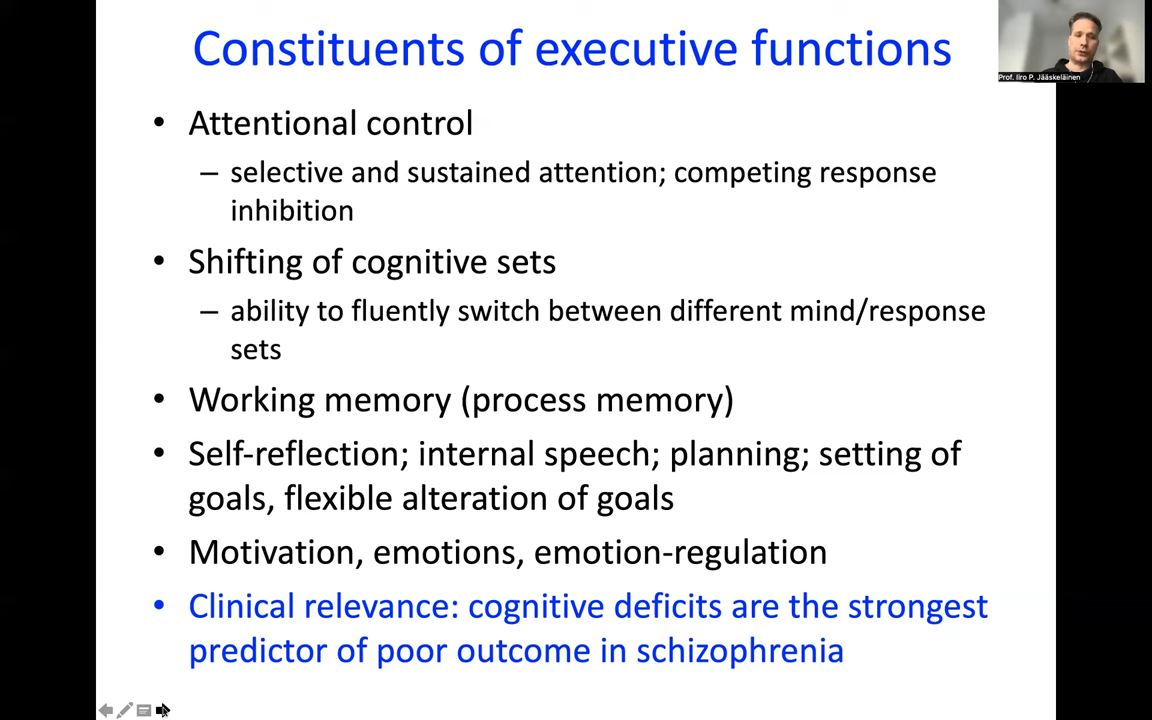 Constituents of executive functions
Prof. Iiro P. Jääskeläinen
• Attentional control
– selective and sustained attention; competing response
inhibition
• Shifting of cognitive sets
– ability to fluently switch between different mind/response
sets
• Working memory (process memory)
• Self-reflection; internal speech; planning; setting of
goals, flexible alteration of goals
• Motivation, emotions, emotion-regulation
• Clinical relevance: cognitive deficits are the strongest
predictor of poor outcome in schizophrenia